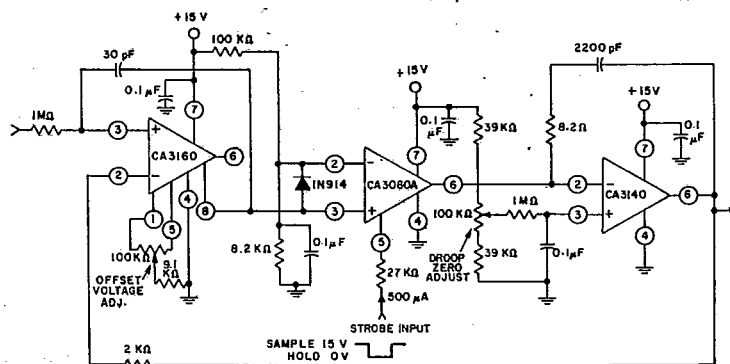 +15V
100 KΩ
30 pF
0.1 μF
7
1MΩ
3
+
CA3160
6
2
−
1
5
4
8
100KΩ
OFFSET
VOLTAGE
ADJ.
9.1
KΩ
2 KΩ
2
−
1N914
CA3080A
3
+
8.2 KΩ
0.1μF
+15V
7
0.1
μF
6
4
5
27 KΩ
500 μA
STROBE INPUT
SAMPLE 15 V
HOLD 0V
39KΩ
100 KΩ
DROOP
ZERO
ADJUST
39 KΩ
1MΩ
0.1μF
2200 pF
8.2Ω
+15V
7
0.1
μF
2
−
CA3140
6
3
+
4